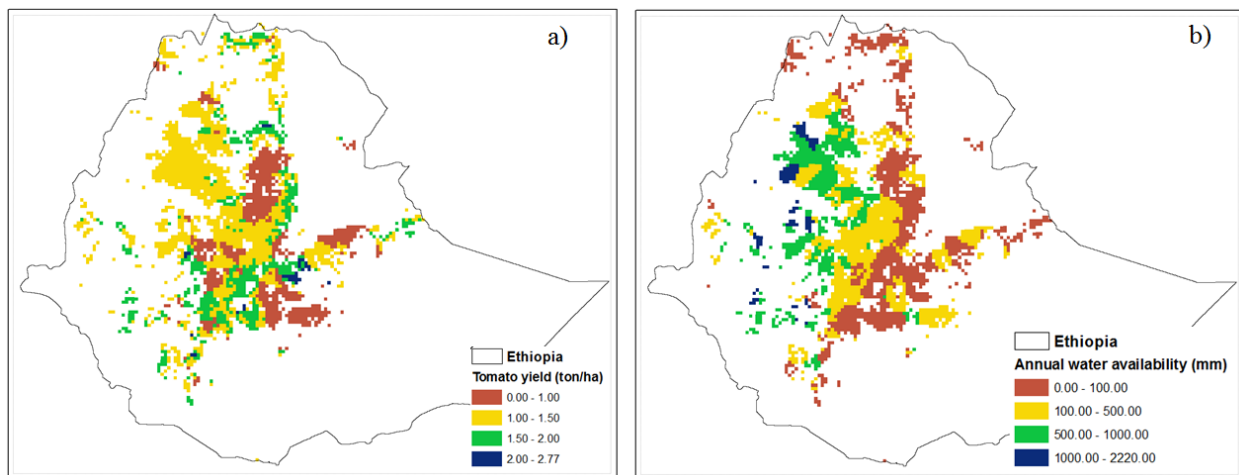 a)
Ethiopia
Tomato yield (ton/ha)
0.00 - 1.00
1.00 - 1.50
1.50 - 2.00
2.00 - 2.77
b)
Ethiopia
Annual water availability (mm)
0.00 - 100.00
100.00 - 500.00
500.00 - 1000.00
1000.00 - 2220.00